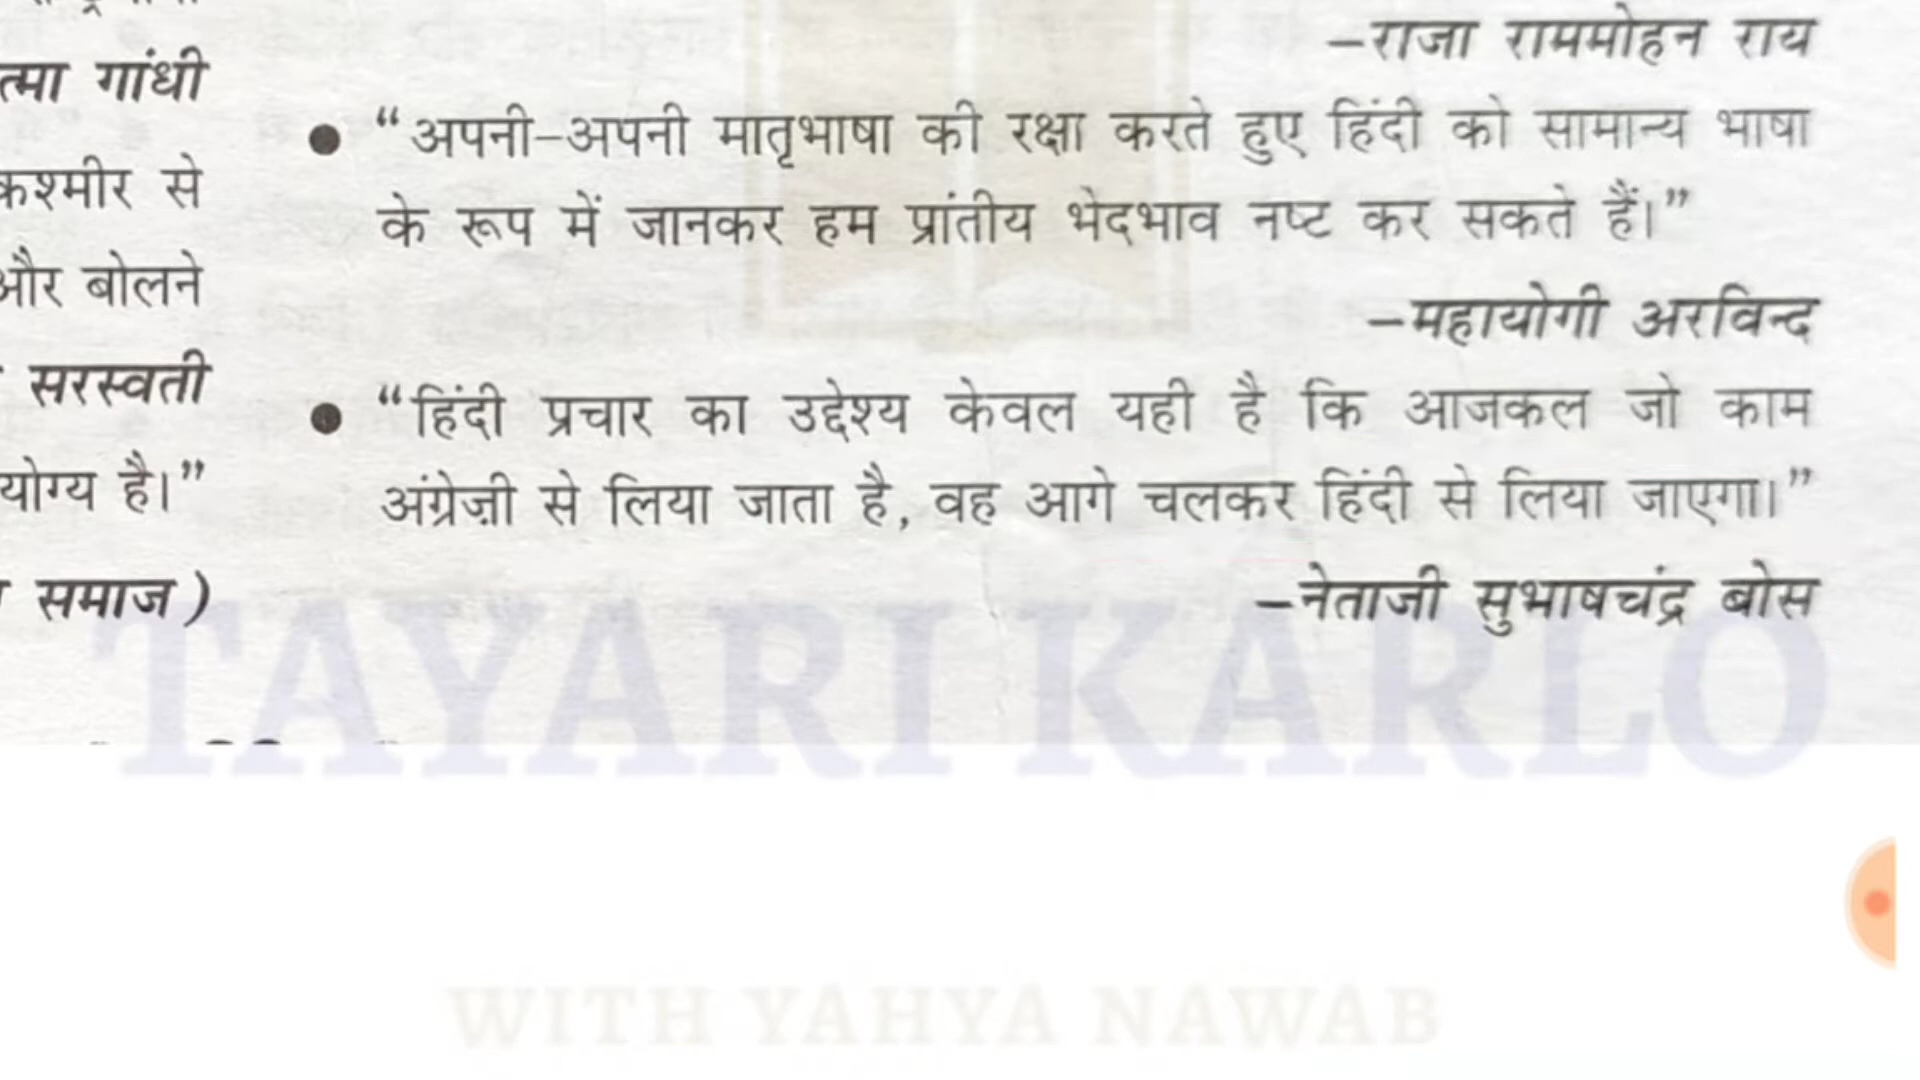 त्मा गांधी
कश्मीर से
और बोलने
सरस्वती
योग्य है।”
समाज)
–राजा राममोहन राय
● “अपनी-अपनी मातृभाषा की रक्षा करते हुए हिंदी को सामान्य भाषा
के रूप में जानकर हम प्रांतीय भेदभाव नष्ट कर सकते हैं।”
–महायोगी अरविन्द
● “हिंदी प्रचार का उद्देश्य केवल यही है कि आजकल जो काम
अंग्रेज़ी से लिया जाता है, वह आगे चलकर हिंदी से लिया जाएगा।”
–नेताजी सुभाषचंद्र बोस
TAYARI KARLO
WITH YAHYA NAWAB